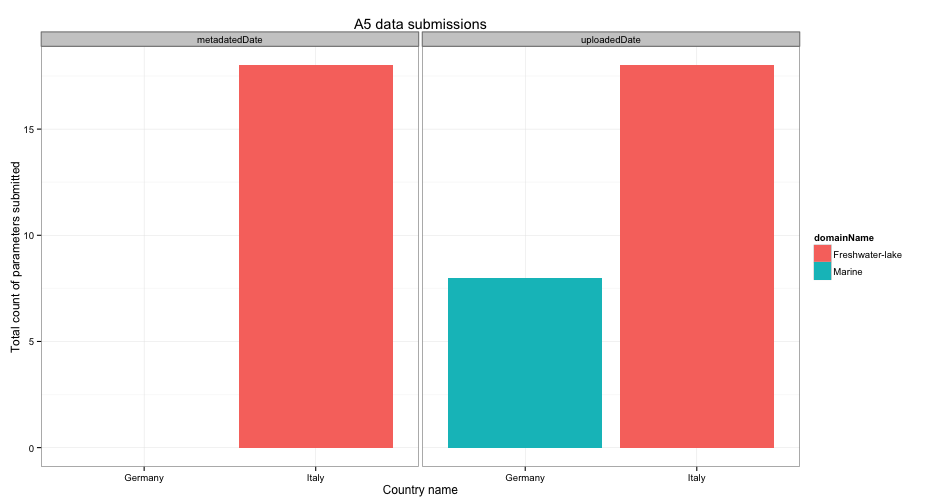 A5 data submissions
metadatedDate
uploadedDate
Total count of parameters submitted
15
10
5
0
Germany
Italy
Germany
Italy
Country name
domainName
Freshwater-lake
Marine